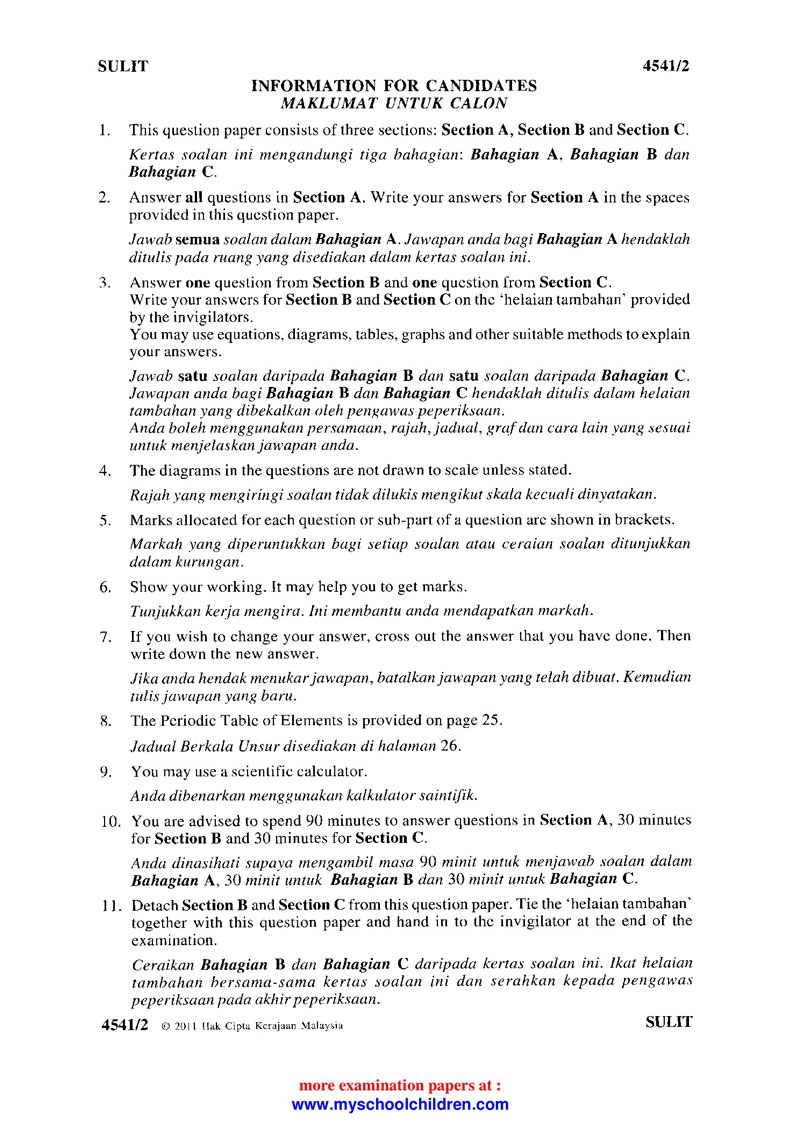 SULIT 4541/2
INFORMATION FOR CANDIDATES
MAKLUMAT UNTUK CALON
1. This question paper consists of three sections: Section A, Section B and Section C.
Kertas soalan ini mengandungi tiga bahagian: Bahagian A, Bahagian B dan
Bahagian C.
2. Answer all questions in Section A. Write your answers for Section A in the spaces
provided in this question paper.
Jawab semua soalan dalam Bahagian A. Jawapan anda bagi Bahagian A hendaklah
ditulis pada ruang yang disediakan dalam kertas soalan ini.
3. Answer one question from Section B and one question from Section C.
Write your answers for Section B and Section C on the ‘helaian tambahan’ provided
by the invigilators.
You may use equations, diagrams, tables, graphs and other suitable methods to explain
your answers.
Jawab satu soalan daripada Bahagian B dan satu soalan daripada Bahagian C.
Jawapan anda bagi Bahagian B dan Bahagian C hendaklah ditulis dalam helaian
tambahan yang dibekalkan oleh pengawas peperiksaan.
Anda boleh menggunakan persamaan, rajah, jadual, graf dan cara lain yang sesuai
untuk menjelaskan jawapan anda.
4. The diagrams in the questions are not drawn to scale unless stated.
Rajah yang mengiringi soalan tidak dilukis mengikut skala kecuali dinyatakan.
5. Marks allocated for each question or sub-part of a question are shown in brackets.
Markah yang diperuntukkan bagi setiap soalan atau ceraian soalan ditunjukkan
dalam kurungan.
6. Show your working. It may help you to get marks.
Tunjukkan kerja mengira. Ini membantu anda mendapatkan markah.
7. If you wish to change your answer, cross out the answer that you have done. Then
write down the new answer.
Jika anda hendak menukar jawapan, batalkan jawapan yang telah dibuat. Kemudian
tulis jawapan yang baru.
8. The Periodic Table of Elements is provided on page 25.
Jadual Berkala Unsur disediakan di halaman 26.
9. You may use a scientific calculator.
Anda dibenarkan menggunakan kalkulator saintifik.
10. You are advised to spend 90 minutes to answer questions in Section A, 30 minutes
for Section B and 30 minutes for Section C.
Anda dinasihati supaya mengambil masa 90 minit untuk menjawab soalan dalam
Bahagian A, 30 minit untuk Bahagian B dan 30 minit untuk Bahagian C.
11. Detach Section B and Section C from this question paper. Tie the ‘helaian tambahan’
together with this question paper and hand in to the invigilator at the end of the
examination.
Ceraikan Bahagian B dan Bahagian C daripada kertas soalan ini. Ikat helaian
tambahan bersama-sama kertas soalan ini dan serahkan kepada pengawas
peperiksaan pada akhir peperiksaan.
4541/2 © 2011 Hak Cipta Kerajaan Malaysia SULIT
more examination papers at :
www.myschoolchildren.com